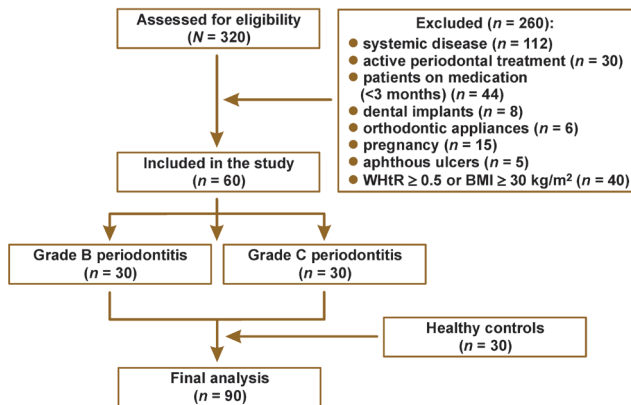 Assessed for eligibility
(N = 320)
Excluded (n = 260):
● systemic disease (n = 112)
● active periodontal treatment (n = 30)
● patients on medication
(<3 months) (n = 44)
● dental implants (n = 8)
● orthodontic appliances (n = 6)
● pregnancy (n = 15)
● aphthous ulcers (n = 5)
● WHtR ≥ 0.5 or BMI ≥ 30 kg/m² (n = 40)
Included in the study
(n = 60)
Grade B periodontitis
(n = 30)
Grade C periodontitis
(n = 30)
Healthy controls
(n = 30)
Final analysis
(n = 90)